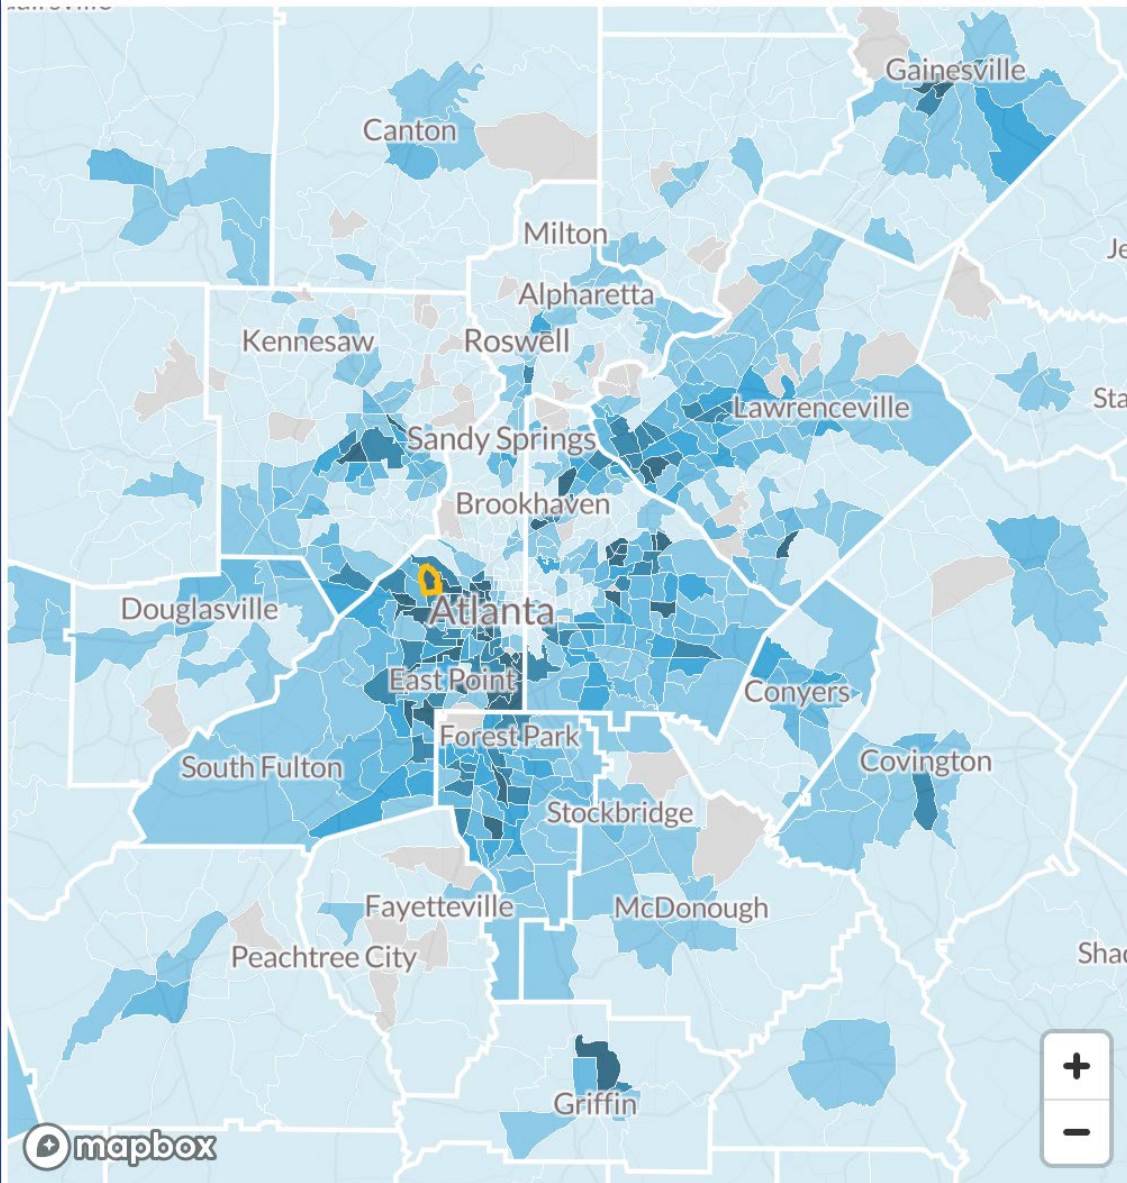 Gainesville
Canton
Milton
Alpharetta
Kennesaw
Roswell
Lawrenceville
Sandy Springs
Brookhaven
Douglasville
Atlanta
East Point
Conyers
Forest Park
South Fulton
Covington
Stockbridge
Fayetteville
McDonough
Peachtree City
Griffin
+
−
mapbox